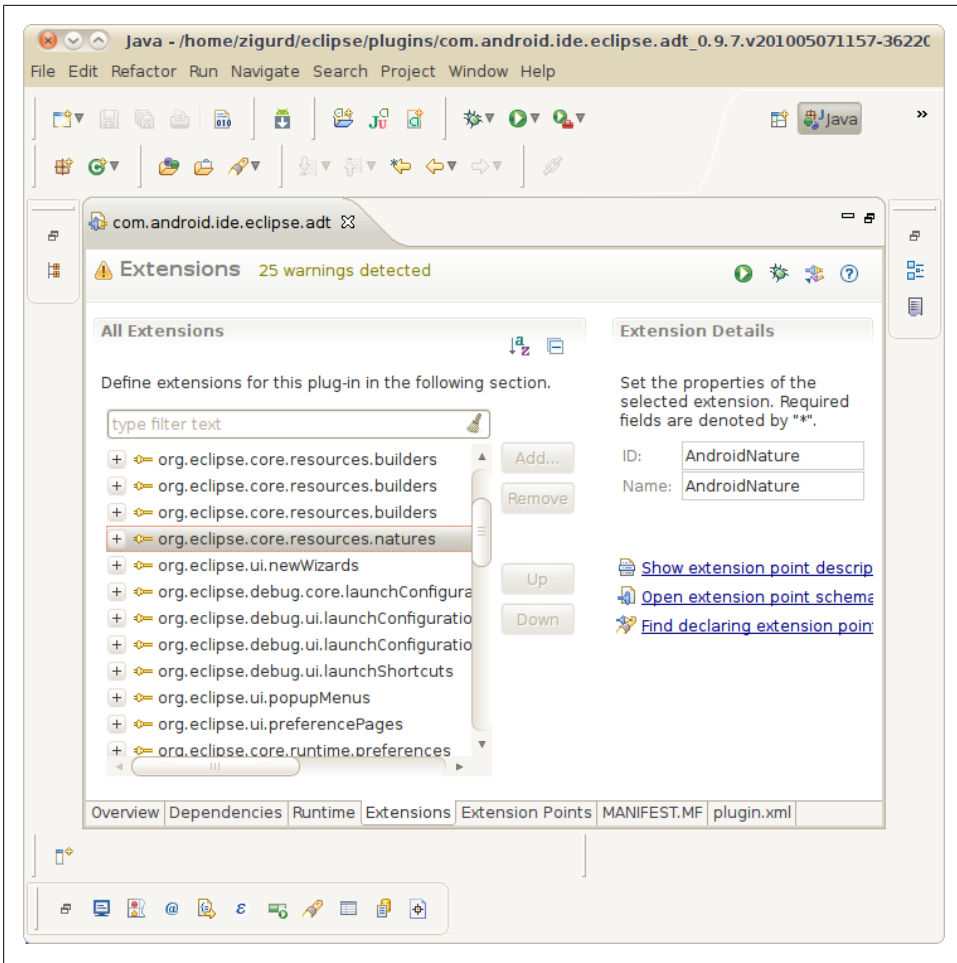 Java - /home/zigurd/eclipse/plugins/com.android.ide.eclipse.adt_0.9.7.v201005071157-36220
File Edit Refactor Run Navigate Search Project Window Help
Java
com.android.ide.eclipse.adt
Extensions 25 warnings detected
All Extensions
Define extensions for this plug-in in the following section.
type filter text
org.eclipse.core.resources.builders
org.eclipse.core.resources.builders
org.eclipse.core.resources.builders
org.eclipse.core.resources.natures
org.eclipse.ui.newWizards
org.eclipse.debug.core.launchConfigura
org.eclipse.debug.ui.launchConfiguratio
org.eclipse.debug.ui.launchConfiguratio
org.eclipse.debug.ui.launchShortcuts
org.eclipse.ui.popupMenus
org.eclipse.ui.preferencePages
org.eclipse.core.runtime.preferences
Add...
Remove
Up
Down
Extension Details
Set the properties of the
selected extension. Required
fields are denoted by "*".
ID: AndroidNature
Name: AndroidNature
Show extension point descrip
Open extension point schema
Find declaring extension poin
Overview Dependencies Runtime Extensions Extension Points MANIFEST.MF plugin.xml